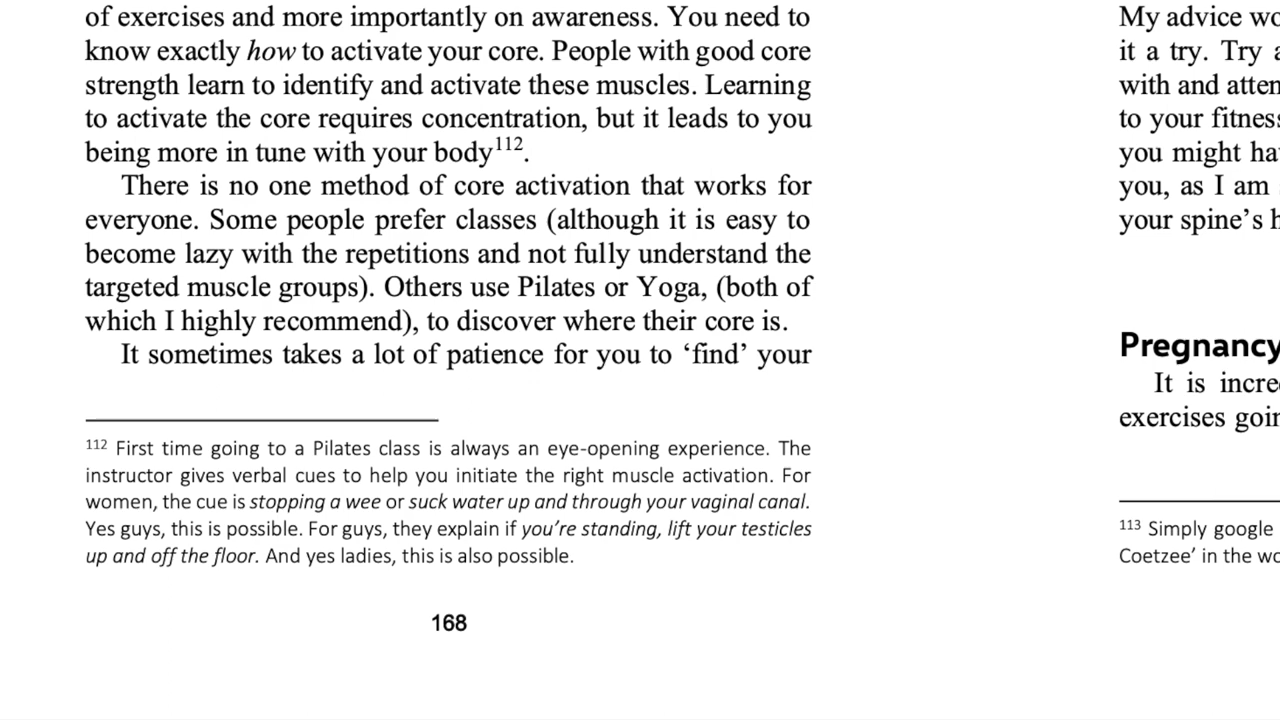 of exercises and more importantly on awareness. You need to
know exactly how to activate your core. People with good core
strength learn to identify and activate these muscles. Learning
to activate the core requires concentration, but it leads to you
being more in tune with your body112.
There is no one method of core activation that works for
everyone. Some people prefer classes (although it is easy to
become lazy with the repetitions and not fully understand the
targeted muscle groups). Others use Pilates or Yoga, (both of
which I highly recommend), to discover where their core is.
It sometimes takes a lot of patience for you to ‘find’ your
112 First time going to a Pilates class is always an eye-opening experience. The
instructor gives verbal cues to help you initiate the right muscle activation. For
women, the cue is stopping a wee or suck water up and through your vaginal canal.
Yes guys, this is possible. For guys, they explain if you’re standing, lift your testicles
up and off the floor. And yes ladies, this is also possible.
168
My advice
it a try. Try
with and
to your
you might
you, as I am
your spine’s
Pregnancy
It is
exercises
113 Simply google
Coetzee’ in the